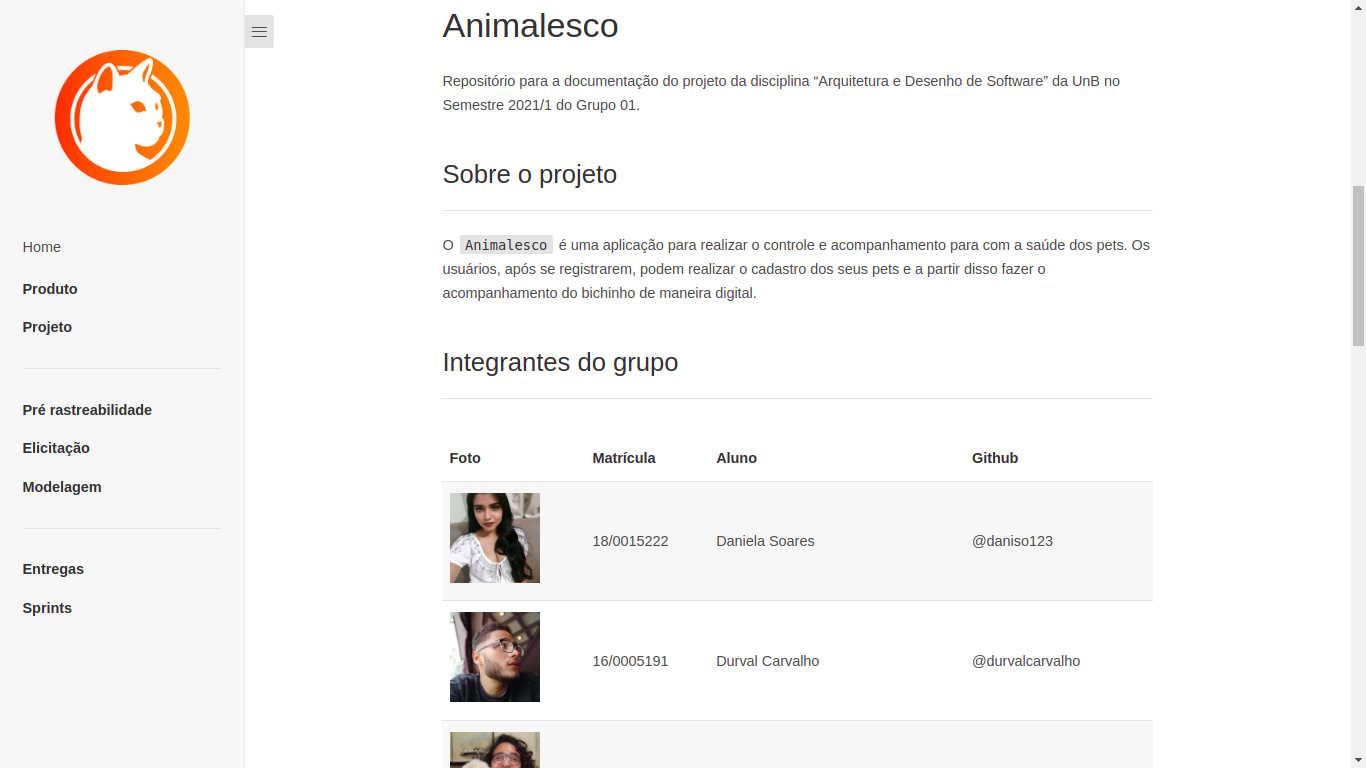 Home
Produto
Projeto
Pré rastreabilidade
Elicitação
Modelagem
Entregas
Sprints
Animalesco
Repositório para a documentação do projeto da disciplina “Arquitetura e Desenho de Software” da UnB no
Semestre 2021/1 do Grupo 01.
Sobre o projeto
O Animalesco é uma aplicação para realizar o controle e acompanhamento para com a saúde dos pets. Os
usuários, após se registrarem, podem realizar o cadastro dos seus pets e a partir disso fazer o
acompanhamento do bichinho de maneira digital.
Integrantes do grupo
Foto Matrícula Aluno Github
18/0015222 Daniela Soares @daniso123
16/0005191 Durval Carvalho @durvalcarvalho